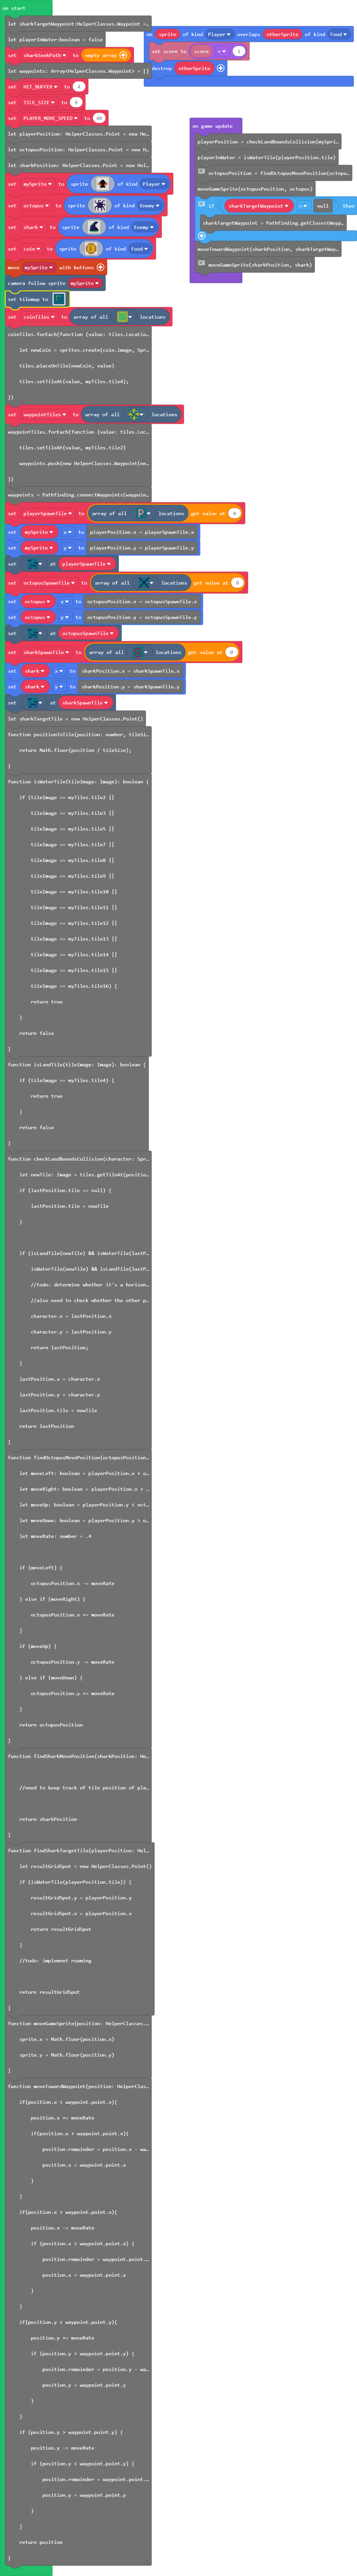 on start
let sharkTargetWaypoint:HelperClasses.Waypoint =…
let playerInWater:boolean = false
set sharkSeekPath to empty array
let waypoints: Array<HelperClasses.Waypoint> = []
set HIT_BUFFER to 4
set TILE_SIZE to 8
set PLAYER_MOVE_SPEED to 60
let playerPosition: HelperClasses.Point = new He…
let octopusPosition: HelperClasses.Point = new H…
let sharkPosition: HelperClasses.Point = new Hel…
set mySprite to sprite of kind Player
set octopus to sprite of kind Enemy
set shark to sprite of kind Enemy
set coin to sprite of kind Food
move mySprite with buttons
camera follow sprite mySprite
set tilemap to
set coinTiles to array of all locations
coinTiles.forEach(function (value: tiles.Locatio…
let newCoin = sprites.create(coin.image, Spr…
tiles.placeOnTile(newCoin, value)
tiles.setTileAt(value, myTiles.tile4);
})
set waypointTiles to array of all locations
waypointTiles.forEach(function (value: tiles.Loc…
tiles.setTileAt(value, myTiles.tile2)
waypoints.push(new HelperClasses.Waypoint(ne…
})
waypoints = Pathfinding.connectWaypoints(waypoin…
set playerSpawnTile to array of all locations get value at 0
set mySprite x to playerPosition.x = playerSpawnTile.x
set mySprite y to playerPosition.y = playerSpawnTile.y
set at playerSpawnTile
set octopusSpawnTile to array of all locations get value at 0
set octopus x to octopusPosition.x = octopusSpawnTile.x
set octopus y to octopusPosition.y = octopusSpawnTile.y
set at octopusSpawnTile
set sharkSpawnTile to array of all locations get value at 0
set shark x to sharkPosition.x = sharkSpawnTile.x
set shark y to sharkPosition.y = sharkSpawnTile.y
set at sharkSpawnTile
let sharkTargetTile = new HelperClasses.Point()
function positionToTile(position: number, tileSi…
return Math.floor(position / tileSize);
}
function isWaterTile(tileImage: Image): boolean {
if (tileImage == myTiles.tile2 ||
tileImage == myTiles.tile3 ||
tileImage == myTiles.tile5 ||
tileImage == myTiles.tile7 ||
tileImage == myTiles.tile8 ||
tileImage == myTiles.tile9 ||
tileImage == myTiles.tile10 ||
tileImage == myTiles.tile11 ||
tileImage == myTiles.tile12 ||
tileImage == myTiles.tile13 ||
tileImage == myTiles.tile14 ||
tileImage == myTiles.tile15 ||
tileImage == myTiles.tile16) {
return true
}
return false
}
function isLandTile(tileImage: Image): boolean {
if (tileImage == myTiles.tile4) {
return true
}
return false
}
function checkLandBoundsCollision(character: Spr…
let newTile: Image = tiles.getTileAt(positio…
if (lastPosition.tile == null) {
lastPosition.tile = newTile
}
if (isLandTile(newTile) && isWaterTile(lastP…
isWaterTile(newTile) && isLandTile(lastP…
//todo: determine whether it's a horizon…
//also need to check whether the other p…
character.x = lastPosition.x
character.y = lastPosition.y
return lastPosition;
}
lastPosition.x = character.x
lastPosition.y = character.y
lastPosition.tile = newTile
return lastPosition
}
function findOctopusMovePosition(octopusPosition…
let moveLeft: boolean = playerPosition.x < o…
let moveRight: boolean = playerPosition.x > …
let moveUp: boolean = playerPosition.y < oct…
let moveDown: boolean = playerPosition.y > o…
let moveRate: number = .4
if (moveLeft) {
octopusPosition.x -= moveRate
} else if (moveRight) {
octopusPosition.x += moveRate
}
if (moveUp) {
octopusPosition.y -= moveRate
} else if (moveDown) {
octopusPosition.y += moveRate
}
return octopusPosition
}
function findSharkMovePosition(sharkPosition: He…
//need to keep track of tile position of pla…
return sharkPosition
}
function findSharkTargetTile(playerPosition: Hel…
let resultGridSpot = new HelperClasses.Point()
if (isWaterTile(playerPosition.tile)) {
resultGridSpot.y = playerPosition.y
resultGridSpot.x = playerPosition.x
return resultGridSpot
}
//todo: implement roaming
return resultGridSpot
}
function moveGameSprite(position: HelperClasses.…
sprite.x = Math.floor(position.x)
sprite.y = Math.floor(position.y)
}
function moveTowardWaypoint(position: HelperClas…
if(position.x < waypoint.point.x){
position.x += moveRate
if(position.x > waypoint.point.x){
position.remainder = position.x - wa…
position.x = waypoint.point.x
}
}
if(position.x > waypoint.point.x){
position.x -= moveRate
if (position.x < waypoint.point.x) {
position.remainder = waypoint.point.…
position.x = waypoint.point.x
}
}
if(position.y < waypoint.point.y){
position.y += moveRate
if (position.y > waypoint.point.y) {
position.remainder = position.y - wa…
position.y = waypoint.point.y
}
}
if (position.y > waypoint.point.y) {
position.y -= moveRate
if (position.y < waypoint.point.y) {
position.remainder = waypoint.point.…
position.y = waypoint.point.y
}
}
return position
}
on sprite of kind Player overlaps otherSprite of kind Food
set score to score + 1
destroy otherSprite
on game update
playerPosition = checkLandBoundsCollision(mySpri…
playerInWater = isWaterTile(playerPosition.tile)
octopusPosition = findOctopusMovePosition(octopu…
moveGameSprite(octopusPosition, octopus)
if sharkTargetWaypoint = null then
sharkTargetWaypoint = Pathfinding.getClosestWayp…
moveTowardWaypoint(sharkPosition, sharkTargetWay…
moveGameSprite(sharkPosition, shark)